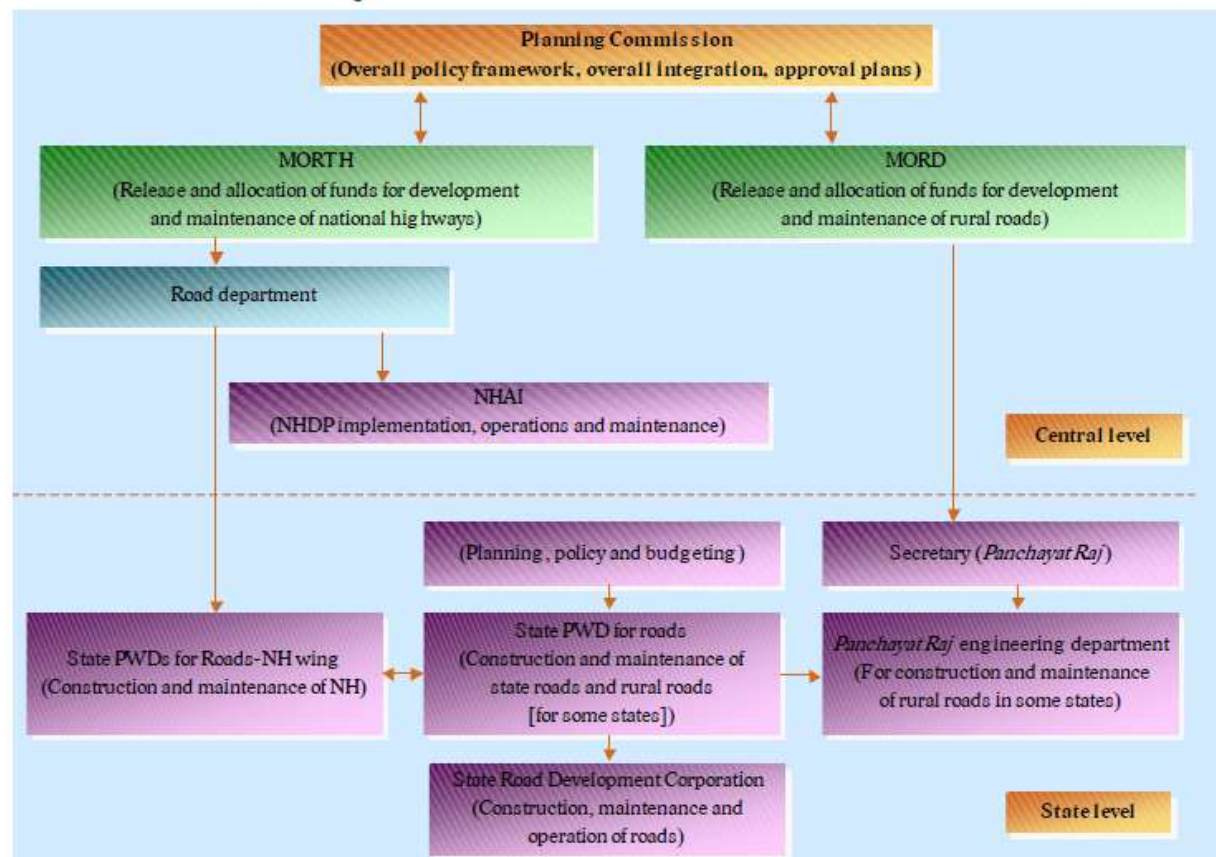 Planning Commission
(Overall policy framework, overall integration, approval plans)
MORTH
(Release and allocation of funds for development
and maintenance of national highways)
MORD
(Release and allocation of funds for development
and maintenance of rural roads)
Road department
NHAI
(NHDP implementation, operations and maintenance)
Central level
(Planning, policy and budgeting)
Secretary (Panchayat Raj)
State PWDs for Roads-NH wing
(Construction and maintenance of NH)
State PWD for roads
(Construction and maintenance of
state roads and rural roads
[for some states])
Panchayat Raj engineering department
(For construction and maintenance
of rural roads in some states)
State Road Development Corporation
(Construction, maintenance and
operation of roads)
State level